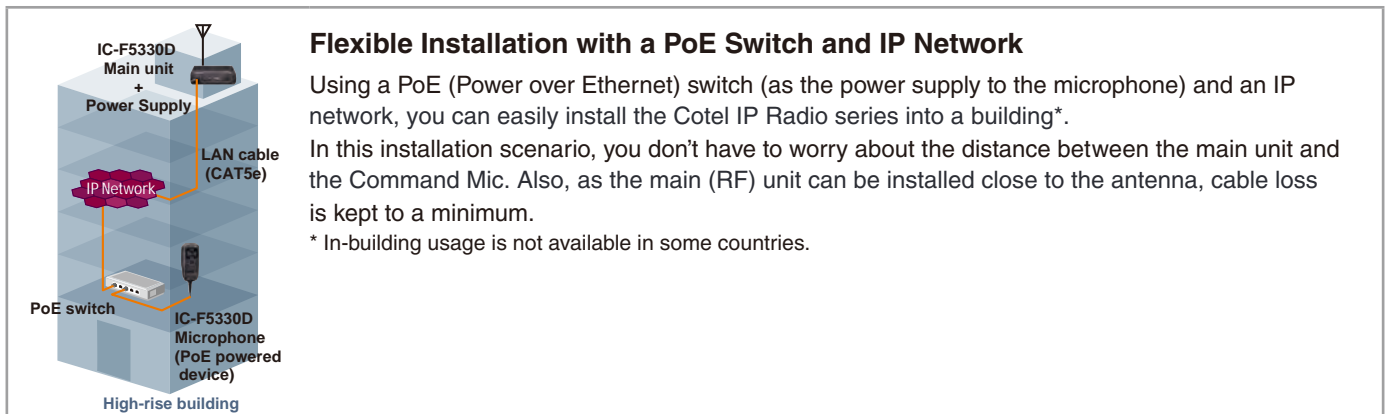 IC-F5330D
Main unit
+
Power Supply
LAN cable
(CAT5e)
IP Network
PoE switch
IC-F5330D
Microphone
(PoE powered
device)
High-rise building
Flexible Installation with a PoE Switch and IP Network
Using a PoE (Power over Ethernet) switch (as the power supply to the microphone) and an IP
network, you can easily install the Cotel IP Radio series into a building*.
In this installation scenario, you don’t have to worry about the distance between the main unit and
the Command Mic. Also, as the main (RF) unit can be installed close to the antenna, cable loss
is kept to a minimum.
* In-building usage is not available in some countries.